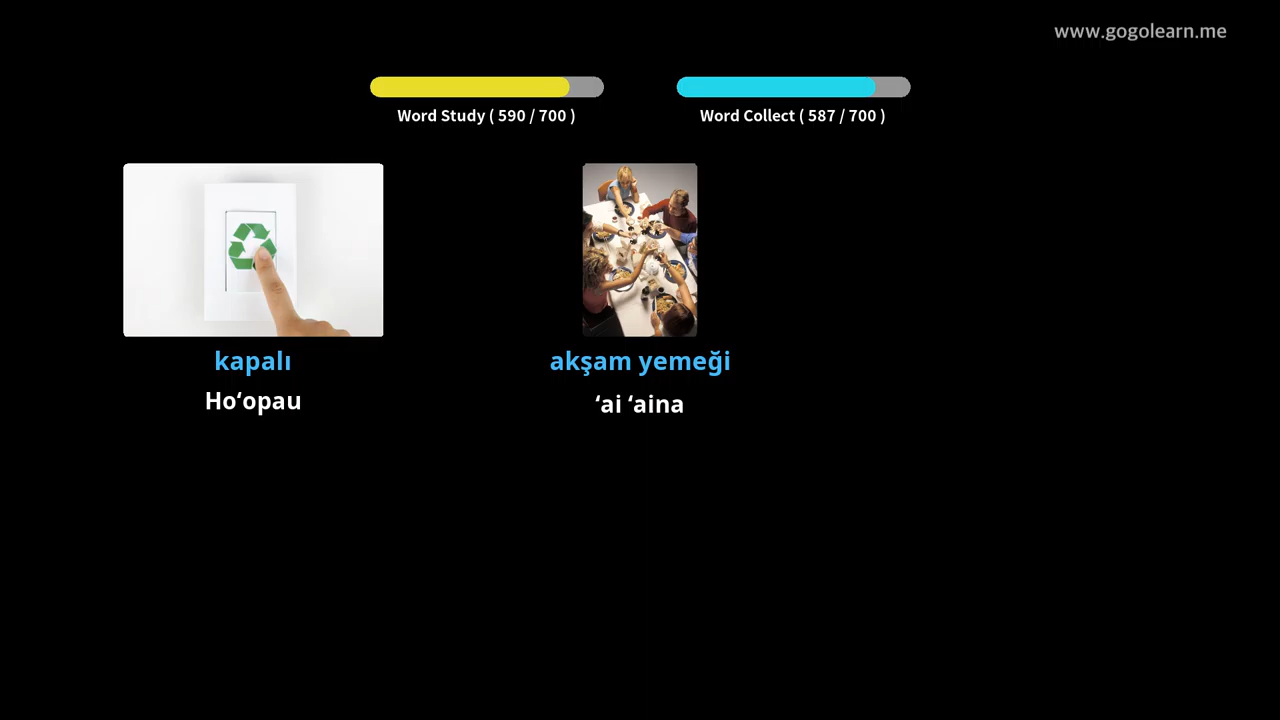 www.gogolearn.me
Word Study ( 590 / 700 )
Word Collect ( 587 / 700 )
kapalı
Hoʻopau
akşam yemeği
ʻai ʻaina